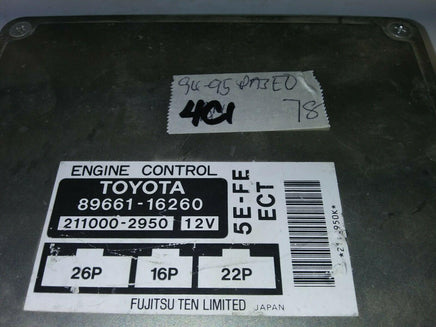 94-95 PASEO
4C1 78
ENGINE CONTROL
TOYOTA
89661-16260
211000-2950 12V
5E-FE
ECT
26P 16P 22P
FUJITSU TEN LIMITED JAPAN